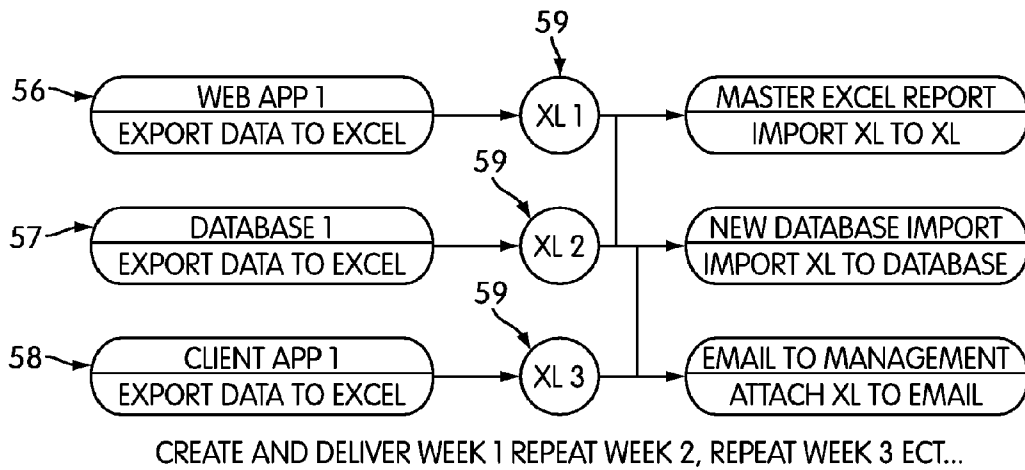 59
56
WEB APP 1
EXPORT DATA TO EXCEL
XL 1
MASTER EXCEL REPORT
IMPORT XL TO XL
59
57
DATABASE 1
EXPORT DATA TO EXCEL
XL 2
NEW DATABASE IMPORT
IMPORT XL TO DATABASE
59
58
CLIENT APP 1
EXPORT DATA TO EXCEL
XL 3
EMAIL TO MANAGEMENT
ATTACH XL TO EMAIL
CREATE AND DELIVER WEEK 1 REPEAT WEEK 2, REPEAT WEEK 3 ECT...